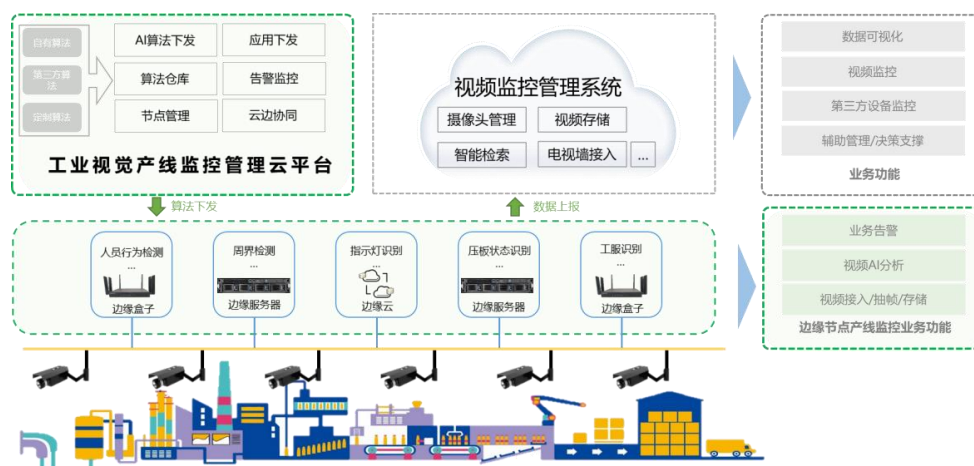 自有算法
第三方算
法
定制算法
AI算法下发
应用下发
算法仓库
告警监控
节点管理
云边协同
工业视觉产线监控管理云平台
视频监控管理系统
摄像头管理
视频存储
智能检索
电视墙接入
...
数据可视化
视频监控
第三方设备监控
辅助管理/决策支撑
业务功能
算法下发
数据上报
人员行为检测
...
边缘盒子
周界检测
...
边缘服务器
指示灯识别
...
边缘云
压板状态识别
...
边缘服务器
工服识别
...
边缘盒子
业务告警
视频AI分析
视频接入/抽帧/存储
边缘节点产线监控业务功能